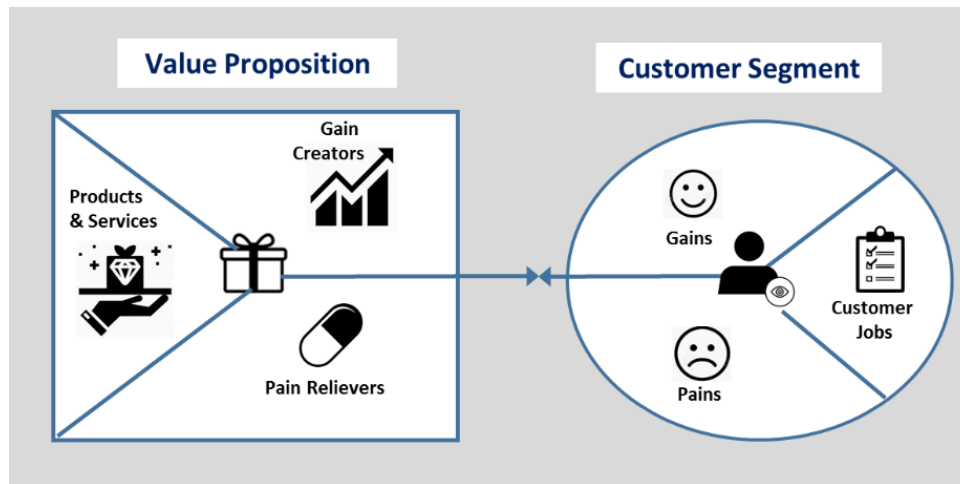 Value Proposition
Customer Segment
Gain
Creators
Products
& Services
Pain Relievers
Gains
Customer
Jobs
Pains